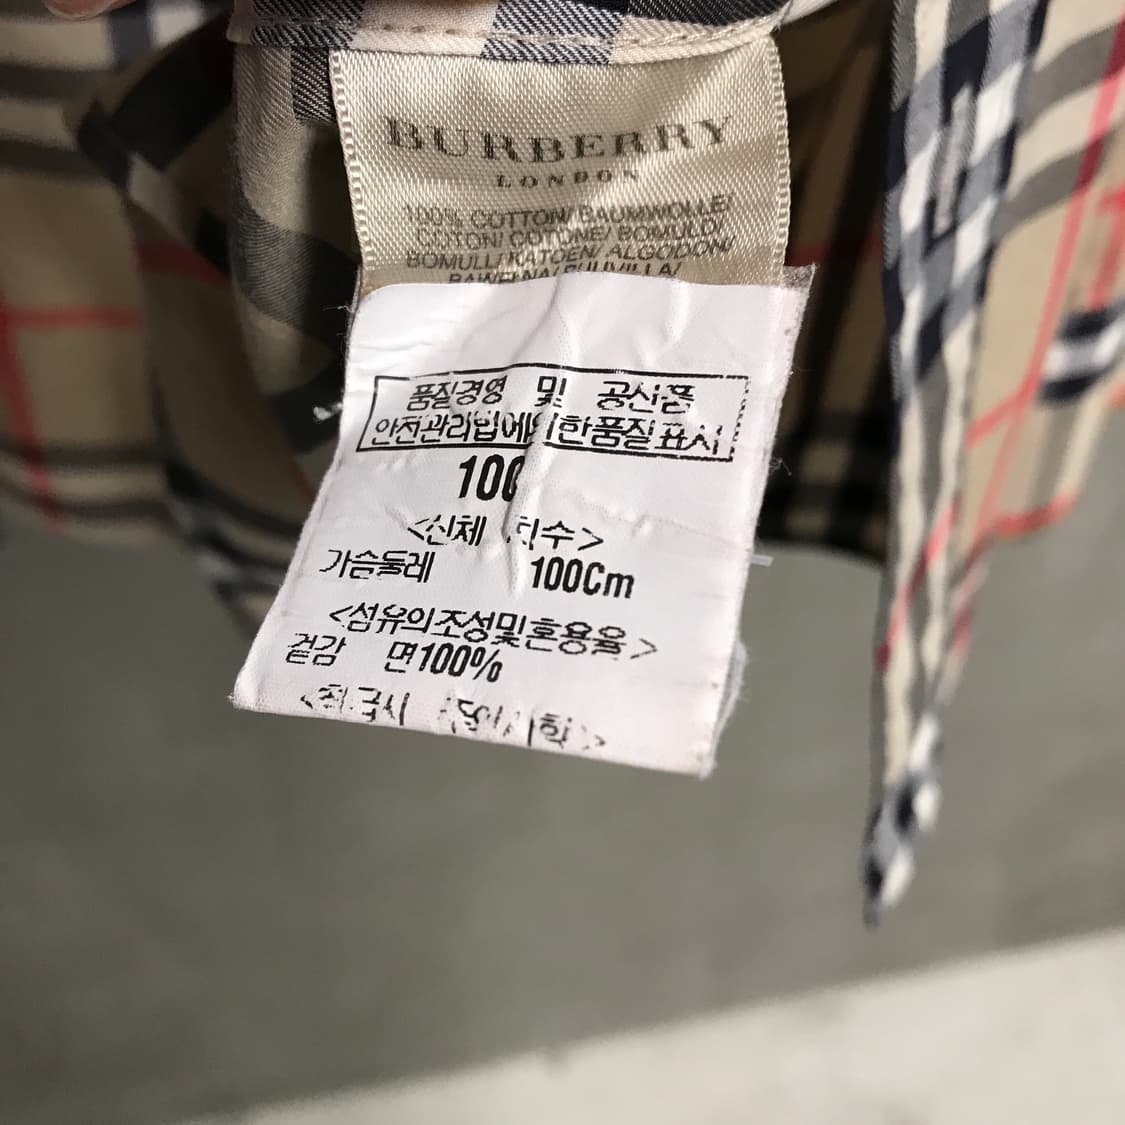 BURBERRY
LONDON
100% COTTON/ BAUMWOLLE/
COTON/ COTONE/ BOMULD/
BOMULL/ KATOEN/ ALGODON/
품질경영 및 공산품
안전관리법에의한품질표시
100
<신체 치수>
가슴둘레 100Cm
<섬유의조성및혼용율>
겉감 면100%